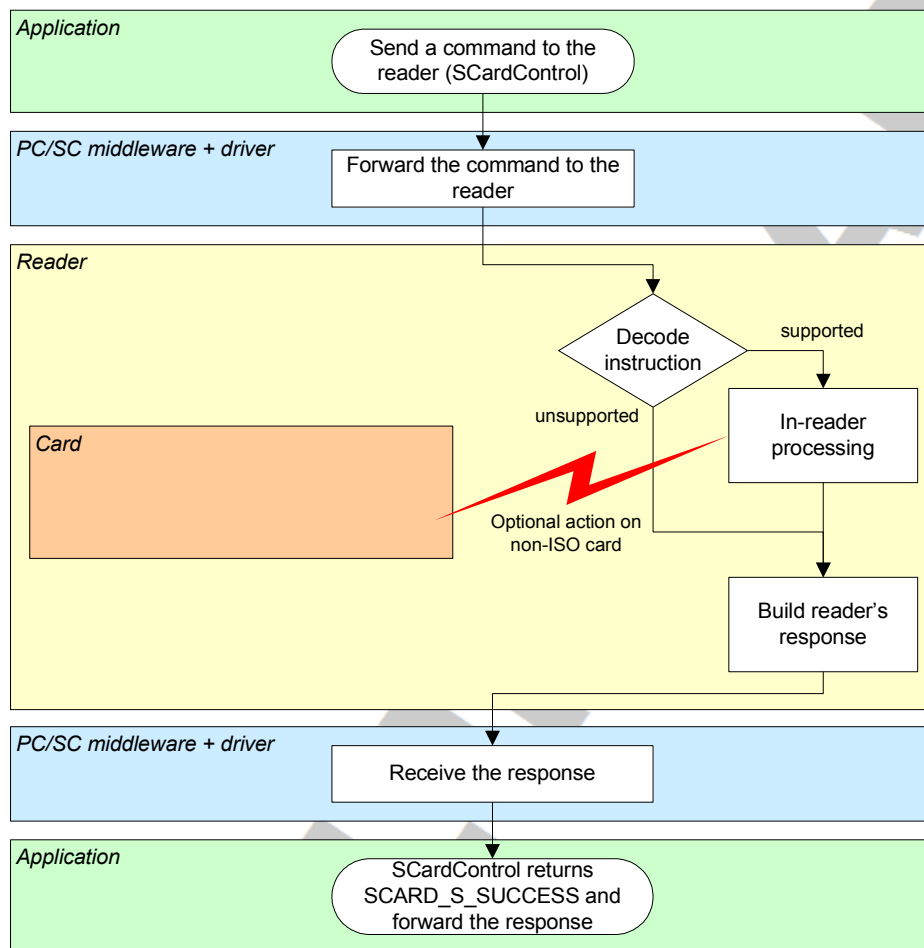 Application
Send a command to the
reader (SCardControl)
PC/SC middleware + driver
Forward the command to the
reader
Reader
Decode
instruction
supported
unsupported
In-reader
processing
Card
Optional action on
non-ISO card
Build reader's
response
PC/SC middleware + driver
Receive the response
Application
SCardControl returns
SCARD_S_SUCCESS and
forward the response